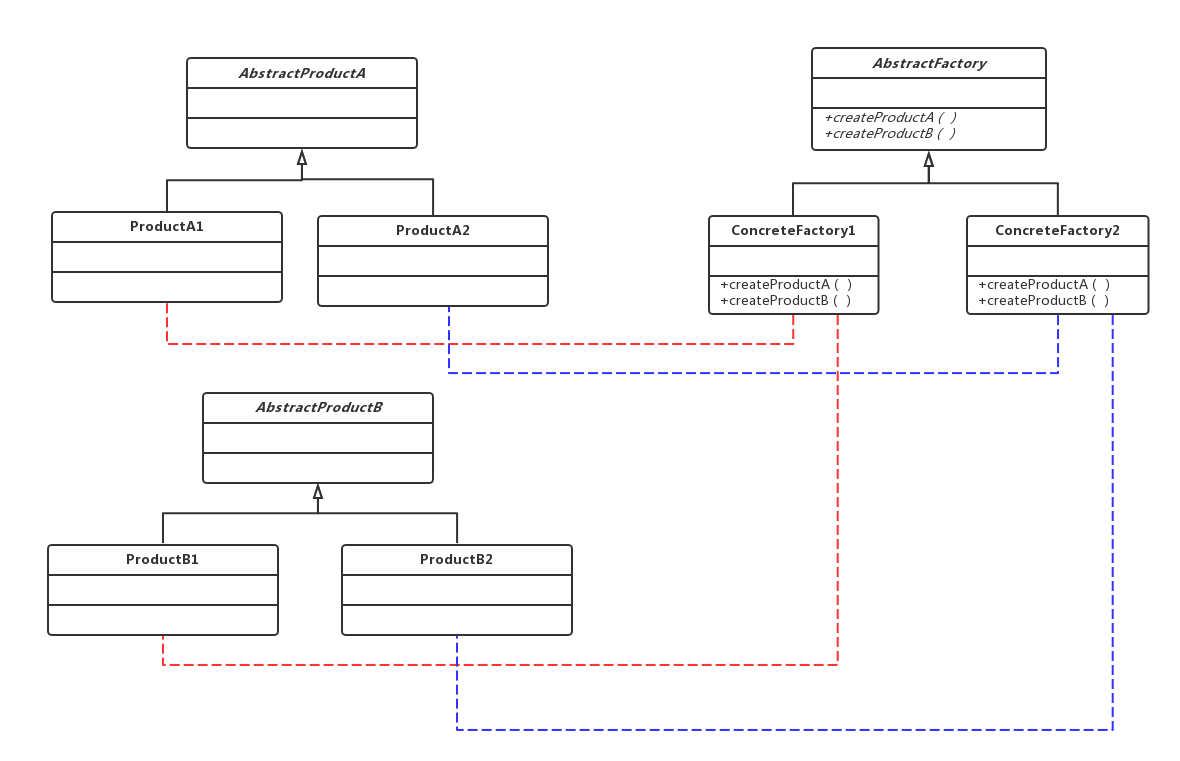 AbstractProductA
AbstractFactory
+createProductA ( )
+createProductB ( )
ProductA1
ProductA2
ConcreteFactory1
+createProductA ( )
+createProductB ( )
ConcreteFactory2
+createProductA ( )
+createProductB ( )
AbstractProductB
ProductB1
ProductB2